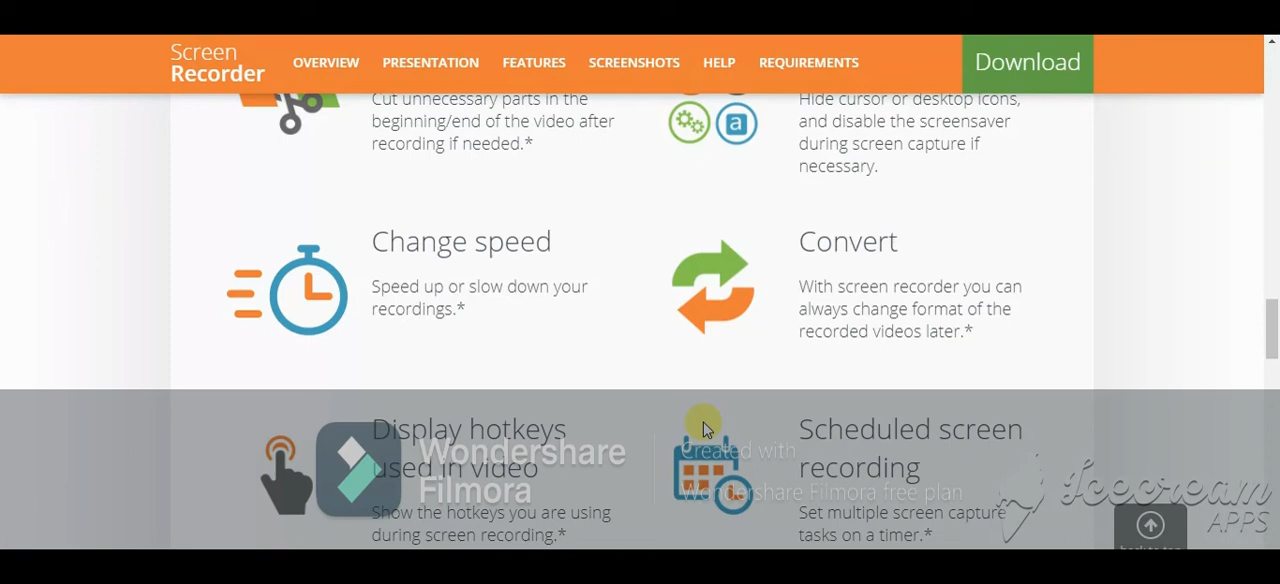 Screen
Recorder
OVERVIEW
PRESENTATION
FEATURES
SCREENSHOTS
HELP
REQUIREMENTS
Download
Cut unnecessary parts in the
beginning/end of the video after
recording if needed.*
a
Hide cursor or desktop icons,
and disable the screensaver
during screen capture if
necessary.
Change speed
Speed up or slow down your
recordings.*
Convert
With screen recorder you can
always change format of the
recorded videos later.*
Display hotkeys
used in video
Show the hotkeys you are using
during screen recording.*
Scheduled screen
recording
Set multiple screen capture
tasks on a timer.*
Wondershare
Filmora
Created with
Wondershare Filmora free plan
Icecream
APPS
back to top